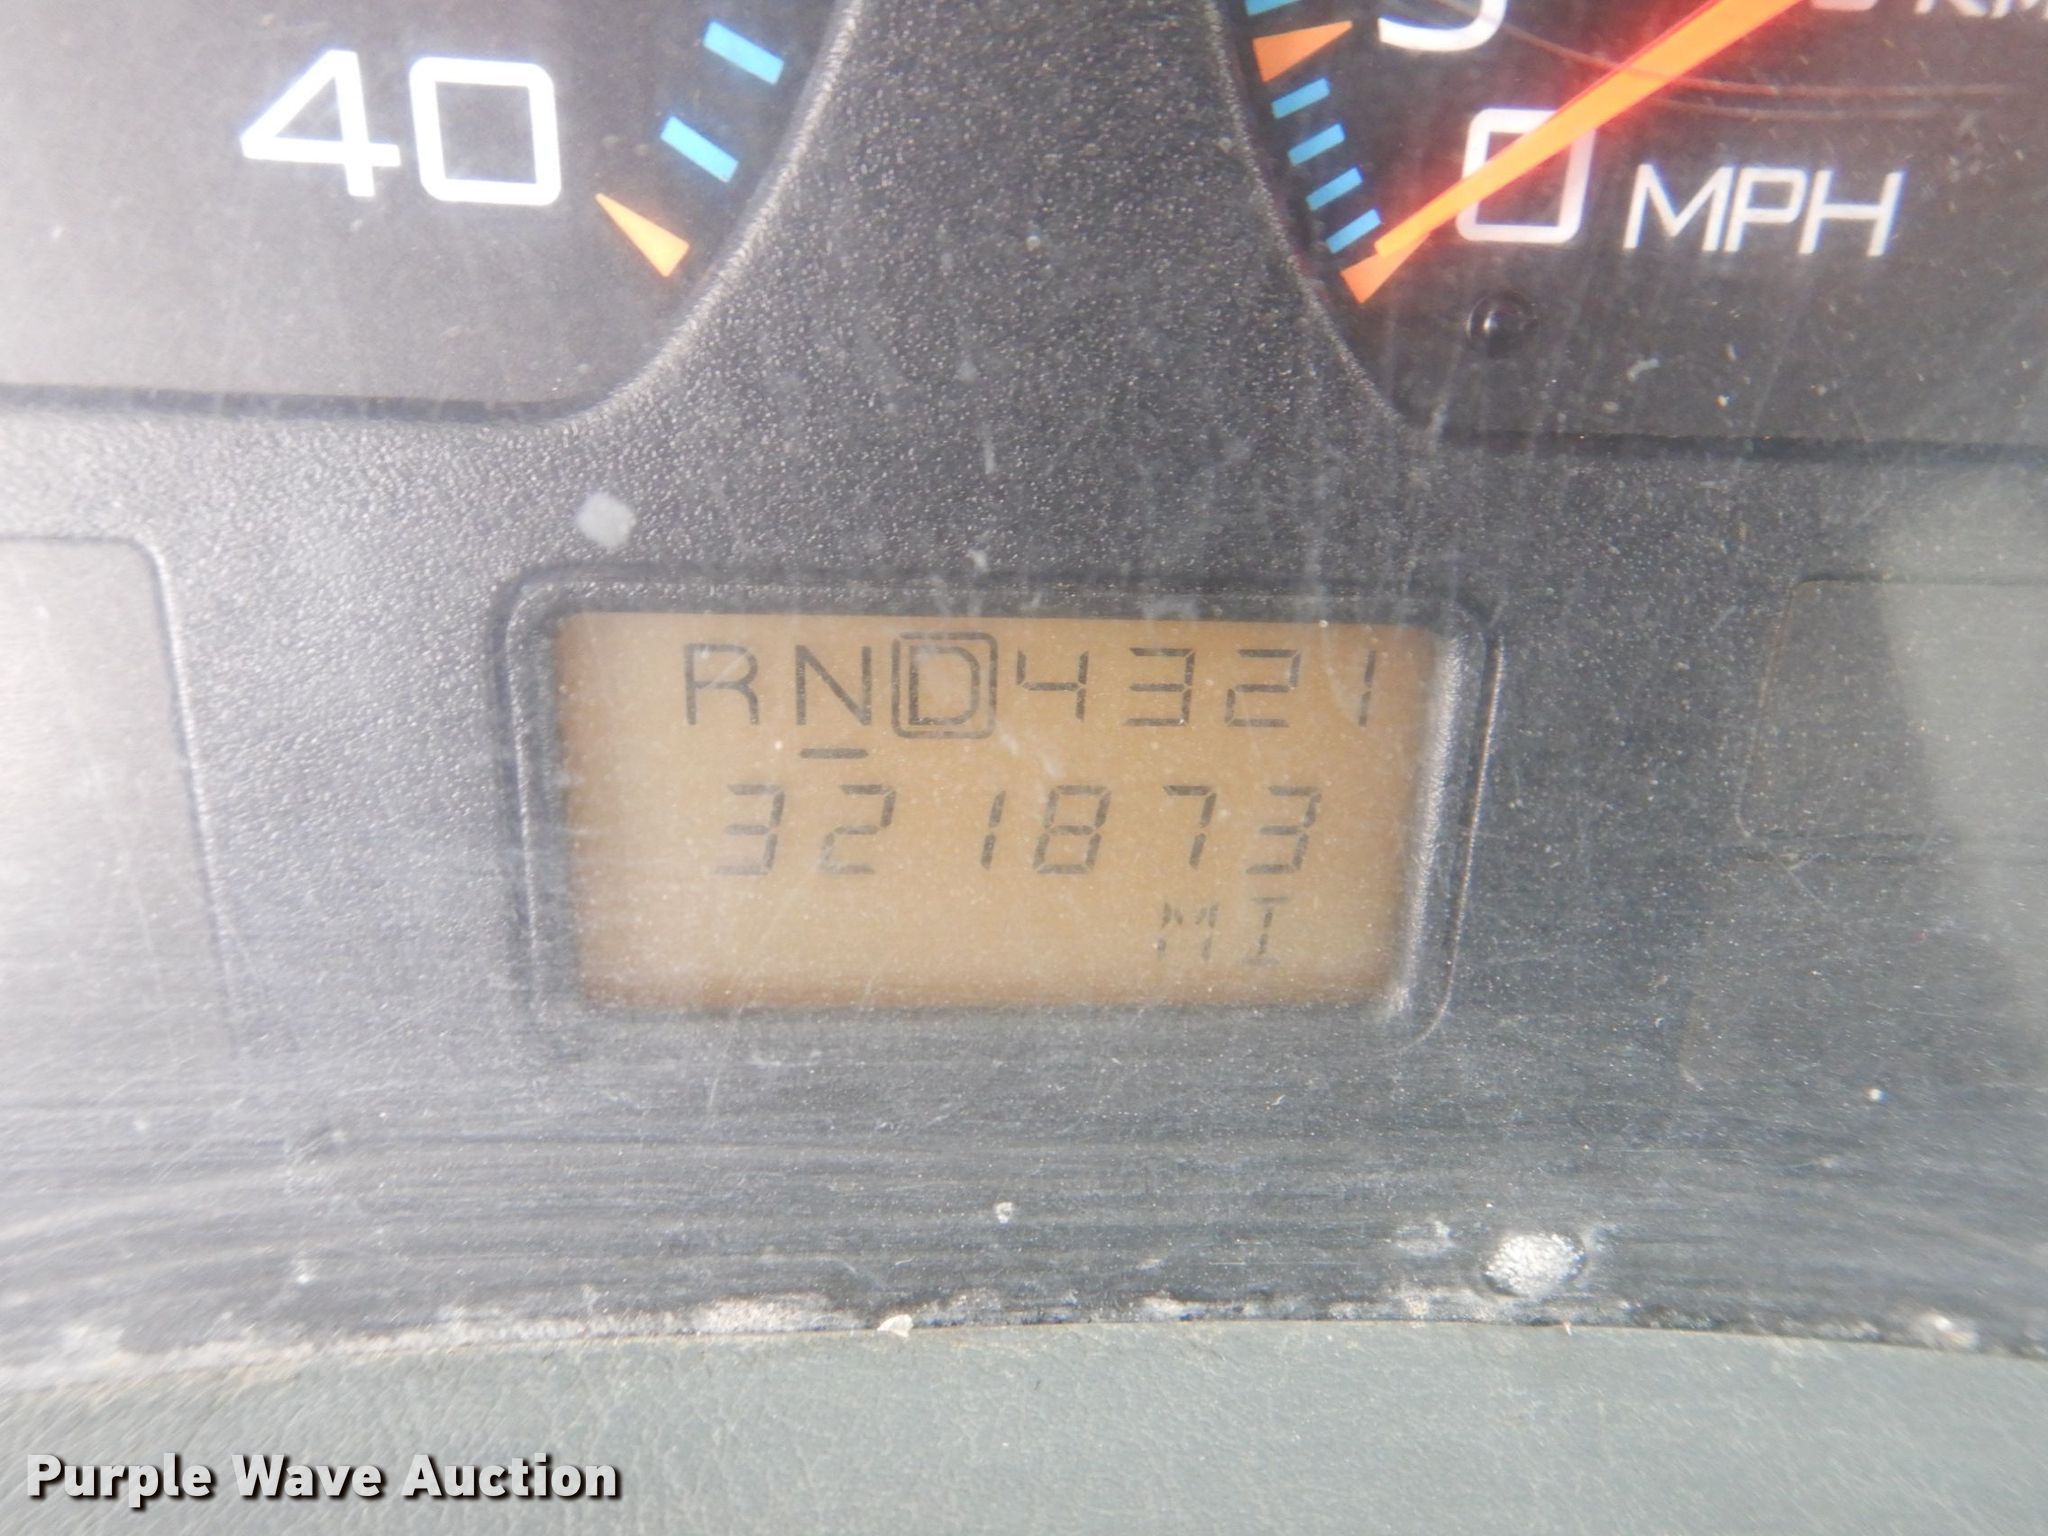 40
0 MPH
RND4321
321873
MI
Purple Wave Auction